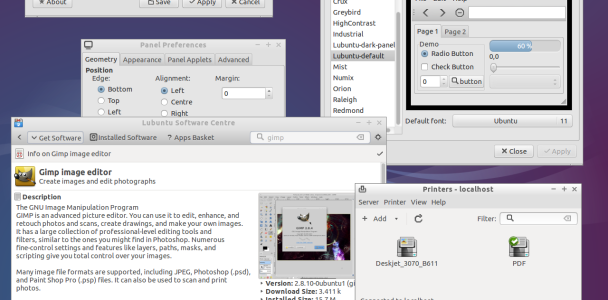 About
Save
Apply
Cancel
Crux
Greybird
HighContrast
Industrial
Lubuntu-dark-panel
Lubuntu-default
Mist
Numix
Orion
Raleigh
Redmond
Page 1
Page 2
Demo
Radio Button
Check Button
60 %
0,0
0
button
Default font:
Ubuntu
11
Close
Apply
Panel Preferences
Geometry
Appearance
Panel Applets
Advanced
Position
Edge:
Alignment:
Margin:
Bottom
Left
0
Top
Centre
Left
Right
Lubuntu Software Centre
Get Software
Installed Software
? Apps Basket
gimp
Info on Gimp image editor
Gimp image editor
Create images and edit photographs
Description
The GNU Image Manipulation Program
GIMP is an advanced picture editor. You can use it to edit, enhance, and
retouch photos and scans, create drawings, and make your own images.
It has a large collection of professional-level editing tools and
filters, similar to the ones you might find in Photoshop. Numerous
fine-control settings and features like layers, paths, masks, and
scripting give you total control over your images.
Many image file formats are supported, including JPEG, Photoshop (.psd),
and Paint Shop Pro (.psp) files. It can also be used to scan and print
photos.
Version: 2.8.10-0ubuntu1 (gi
Download Size: 3.411 k
Installed Size: 15.7 M
Printers - localhost
Server Printer View Help
Add
Filter:
Deskjet_3070_B611
PDF
Connected to localhost